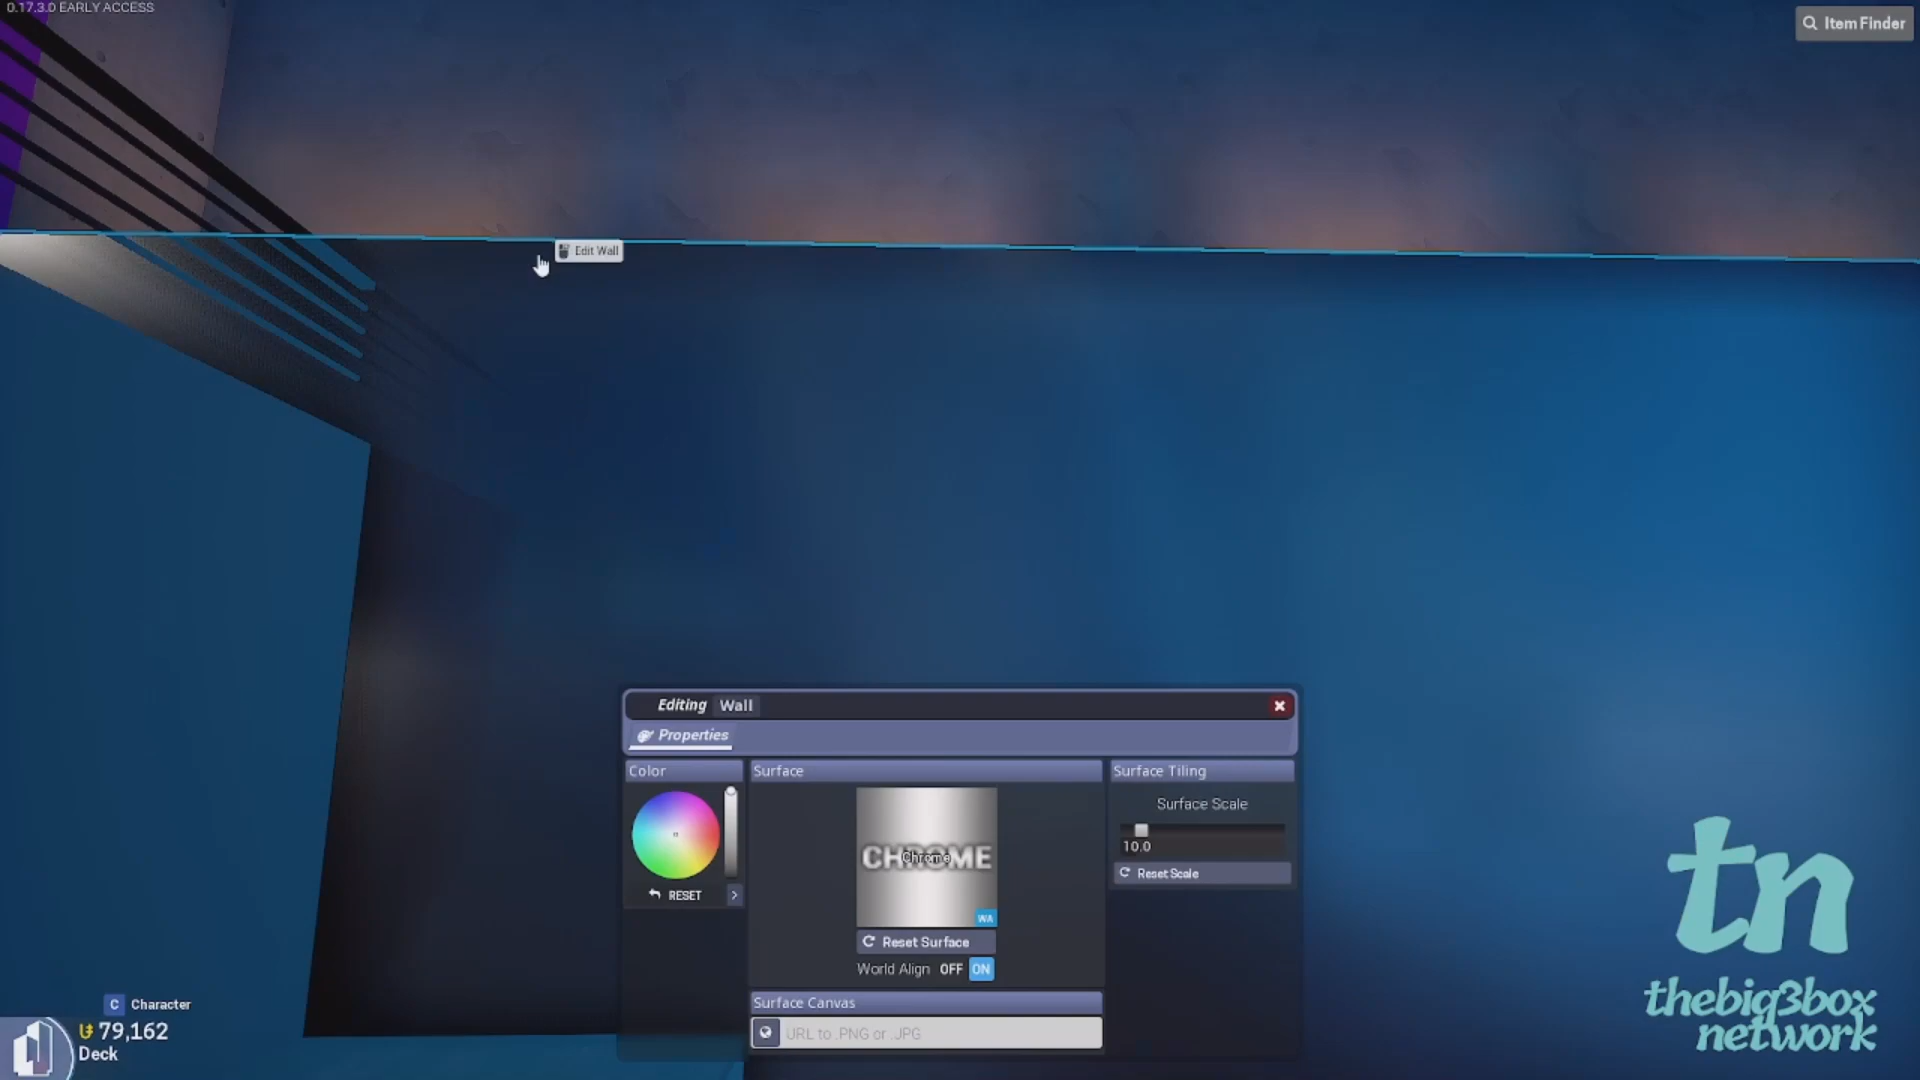 0.17.3.0 EARLY ACCESS
Item Finder
Edit Wall
Editing Wall
Properties
Color
Surface
Surface Tiling
CHROME
Chrome
Surface Scale
10.0
Reset Scale
RESET
WA
Reset Surface
World Align OFF ON
Surface Canvas
URL to .PNG or .JPG
C Character
79,162
Deck
tn
thebig3box
network